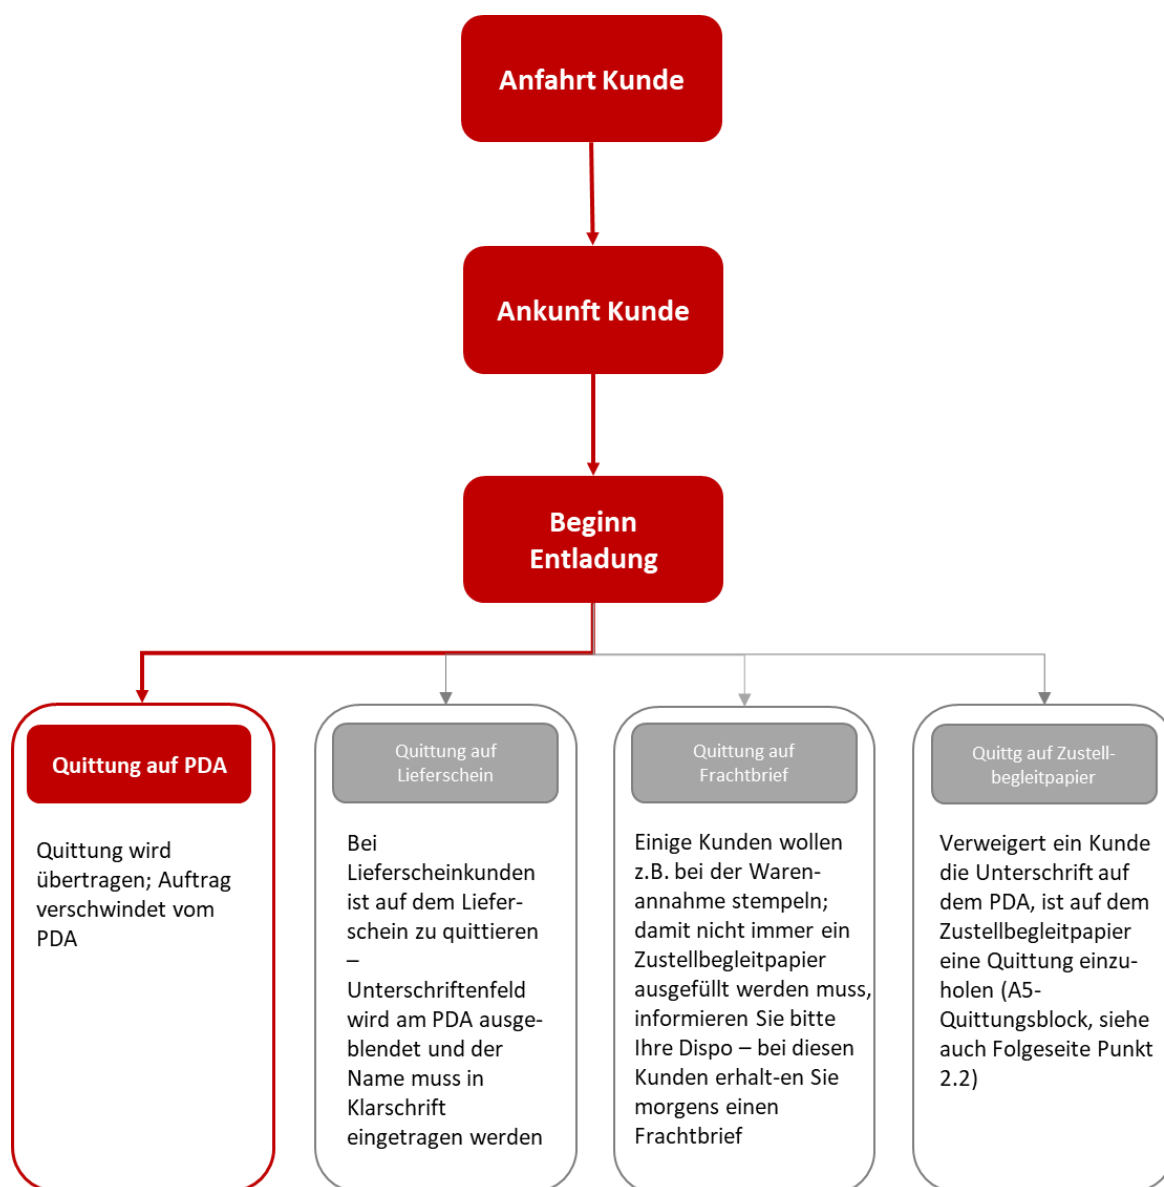 Anfahrt Kunde
Ankunft Kunde
Beginn
Entladung
Quittung auf PDA
Quittung wird
übertragen; Auftrag
verschwindet vom
PDA
Quittung auf
Lieferschein
Bei
Lieferscheinkunden
ist auf dem Liefer-
schein zu quittieren
–
Unterschriftenfeld
wird am PDA ausge-
blendet und der
Name muss in
Klarschrift
eingetragen werden
Quittung auf
Frachtbrief
Einige Kunden wollen
z.B. bei der Waren-
annahme stempeln;
damit nicht immer ein
Zustellbegleitpapier
ausgefüllt werden muss,
informieren Sie bitte
Ihre Dispo – bei diesen
Kunden erhalt-en Sie
morgens einen
Frachtbrief
Quittg auf Zustell-
begleitpapier
Verweigert ein Kunde
die Unterschrift auf
dem PDA, ist auf dem
Zustellbegleitpapier
eine Quittung einzu-
holen (A5-
Quittungsblock, siehe
auch Folgeseite Punkt
2.2)